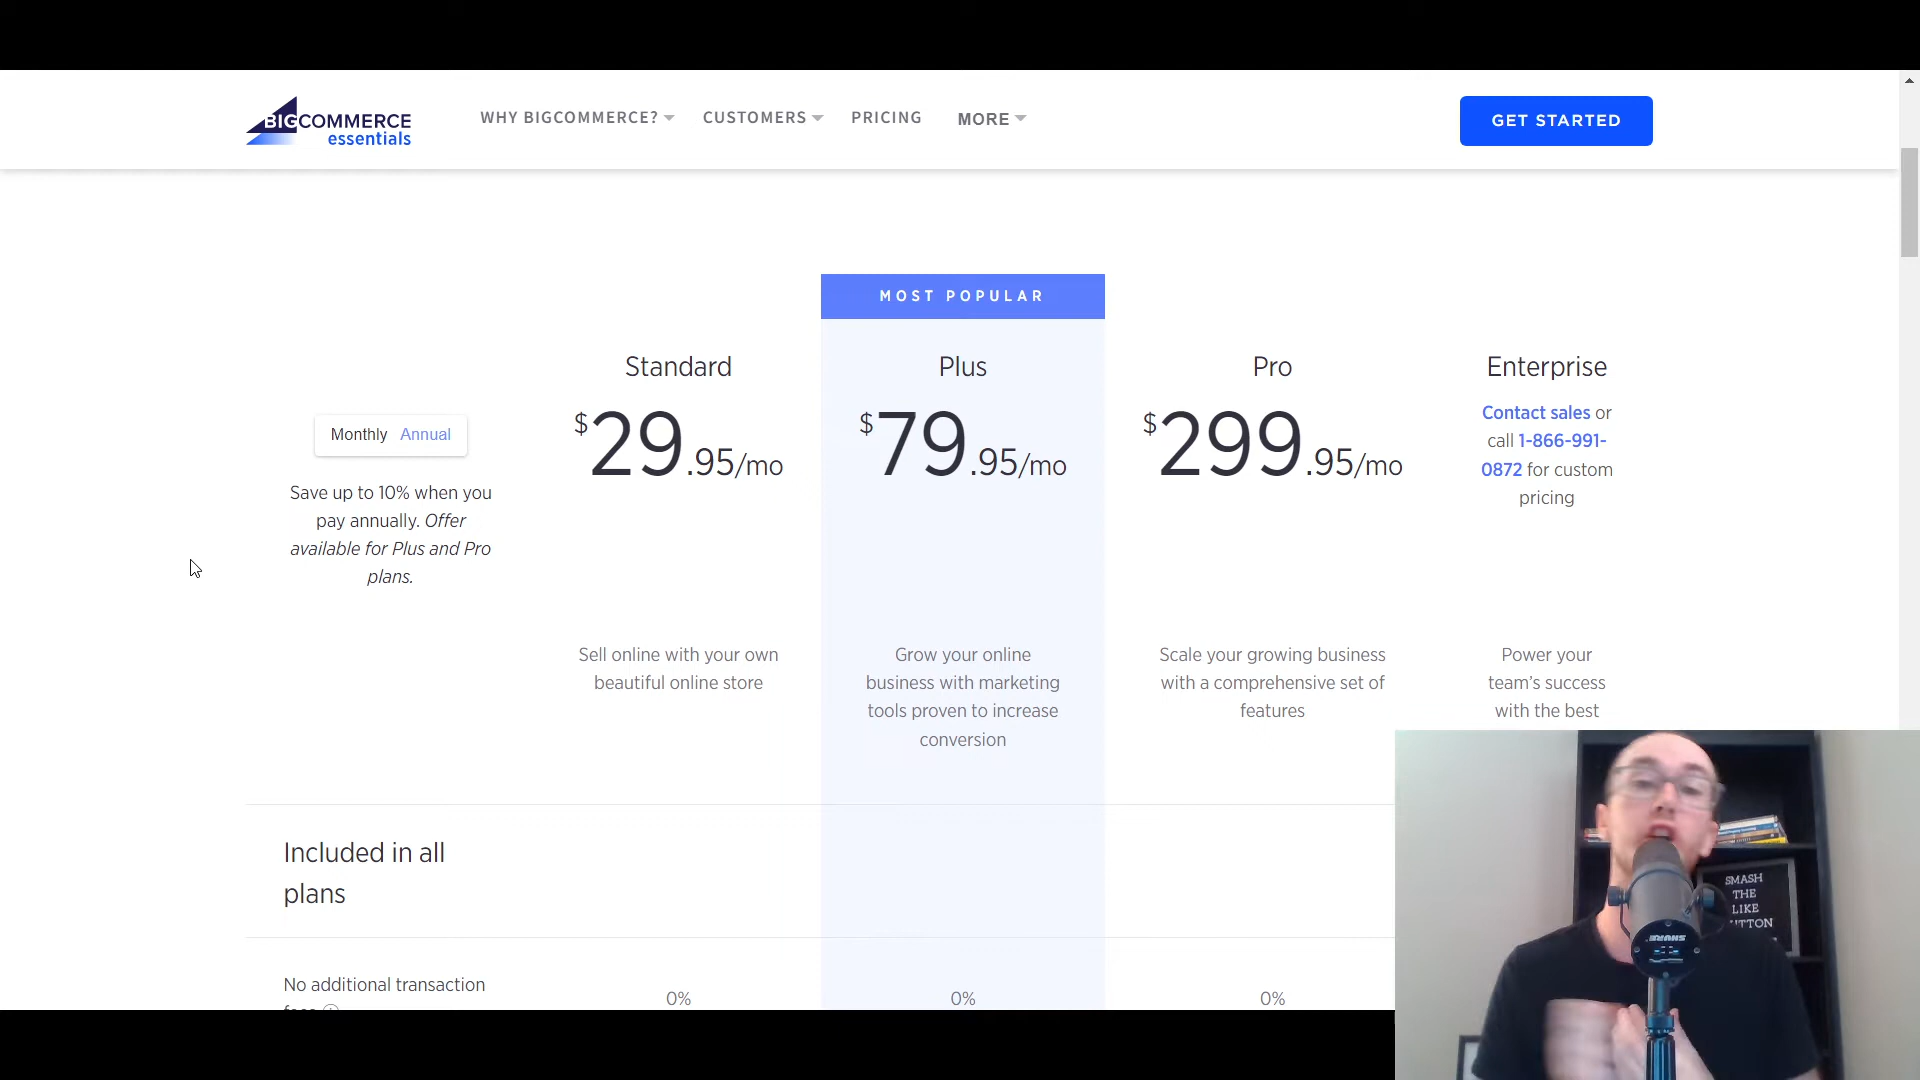 BIGCOMMERCE
essentials
WHY BIGCOMMERCE?
CUSTOMERS
PRICING
MORE
GET STARTED
MOST POPULAR
Standard
$29.95/mo
Plus
$79.95/mo
Pro
$299.95/mo
Enterprise
Contact sales or
call 1-866-991-
0872 for custom
pricing
Monthly Annual
Save up to 10% when you
pay annually. Offer
available for Plus and Pro
plans.
Sell online with your own
beautiful online store
Grow your online
business with marketing
tools proven to increase
conversion
Scale your growing business
with a comprehensive set of
features
Power your
team’s success
with the best
Included in all
plans
No additional transaction
0%
0%
0%
SMASH
THE
LIKE